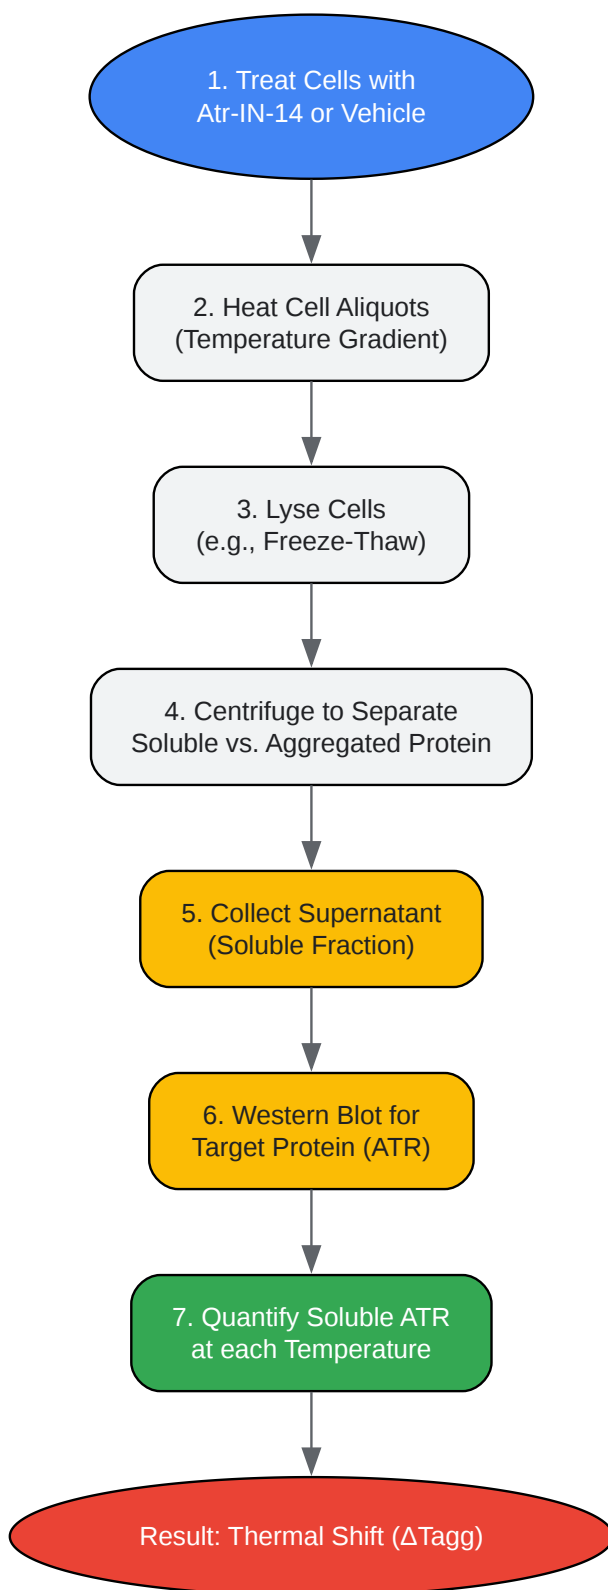 1. Treat Cells with
Atr-IN-14 or Vehicle
2. Heat Cell Aliquots
(Temperature Gradient)
3. Lyse Cells
(e.g., Freeze-Thaw)
4. Centrifuge to Separate
Soluble vs. Aggregated Protein
5. Collect Supernatant
(Soluble Fraction)
6. Western Blot for
Target Protein (ATR)
7. Quantify Soluble ATR
at each Temperature
Result: Thermal Shift (ΔTagg)